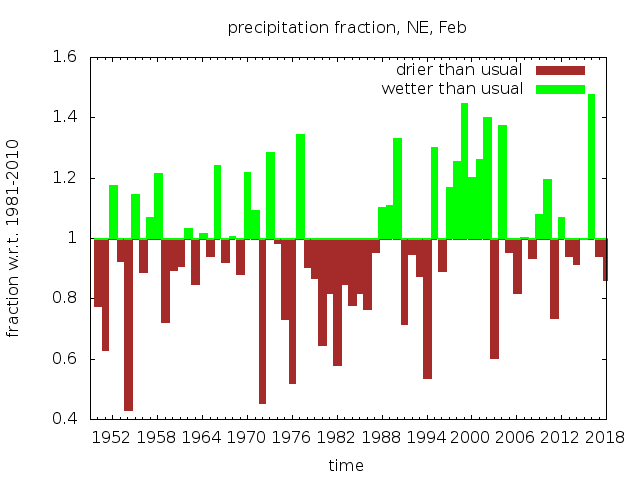 precipitation fraction, NE, Feb
drier than usual
wetter than usual
fraction w.r.t. 1981-2010
1.6
1.4
1.2
1
0.8
0.6
0.4
1952 1958 1964 1970 1976 1982 1988 1994 2000 2006 2012 2018
time